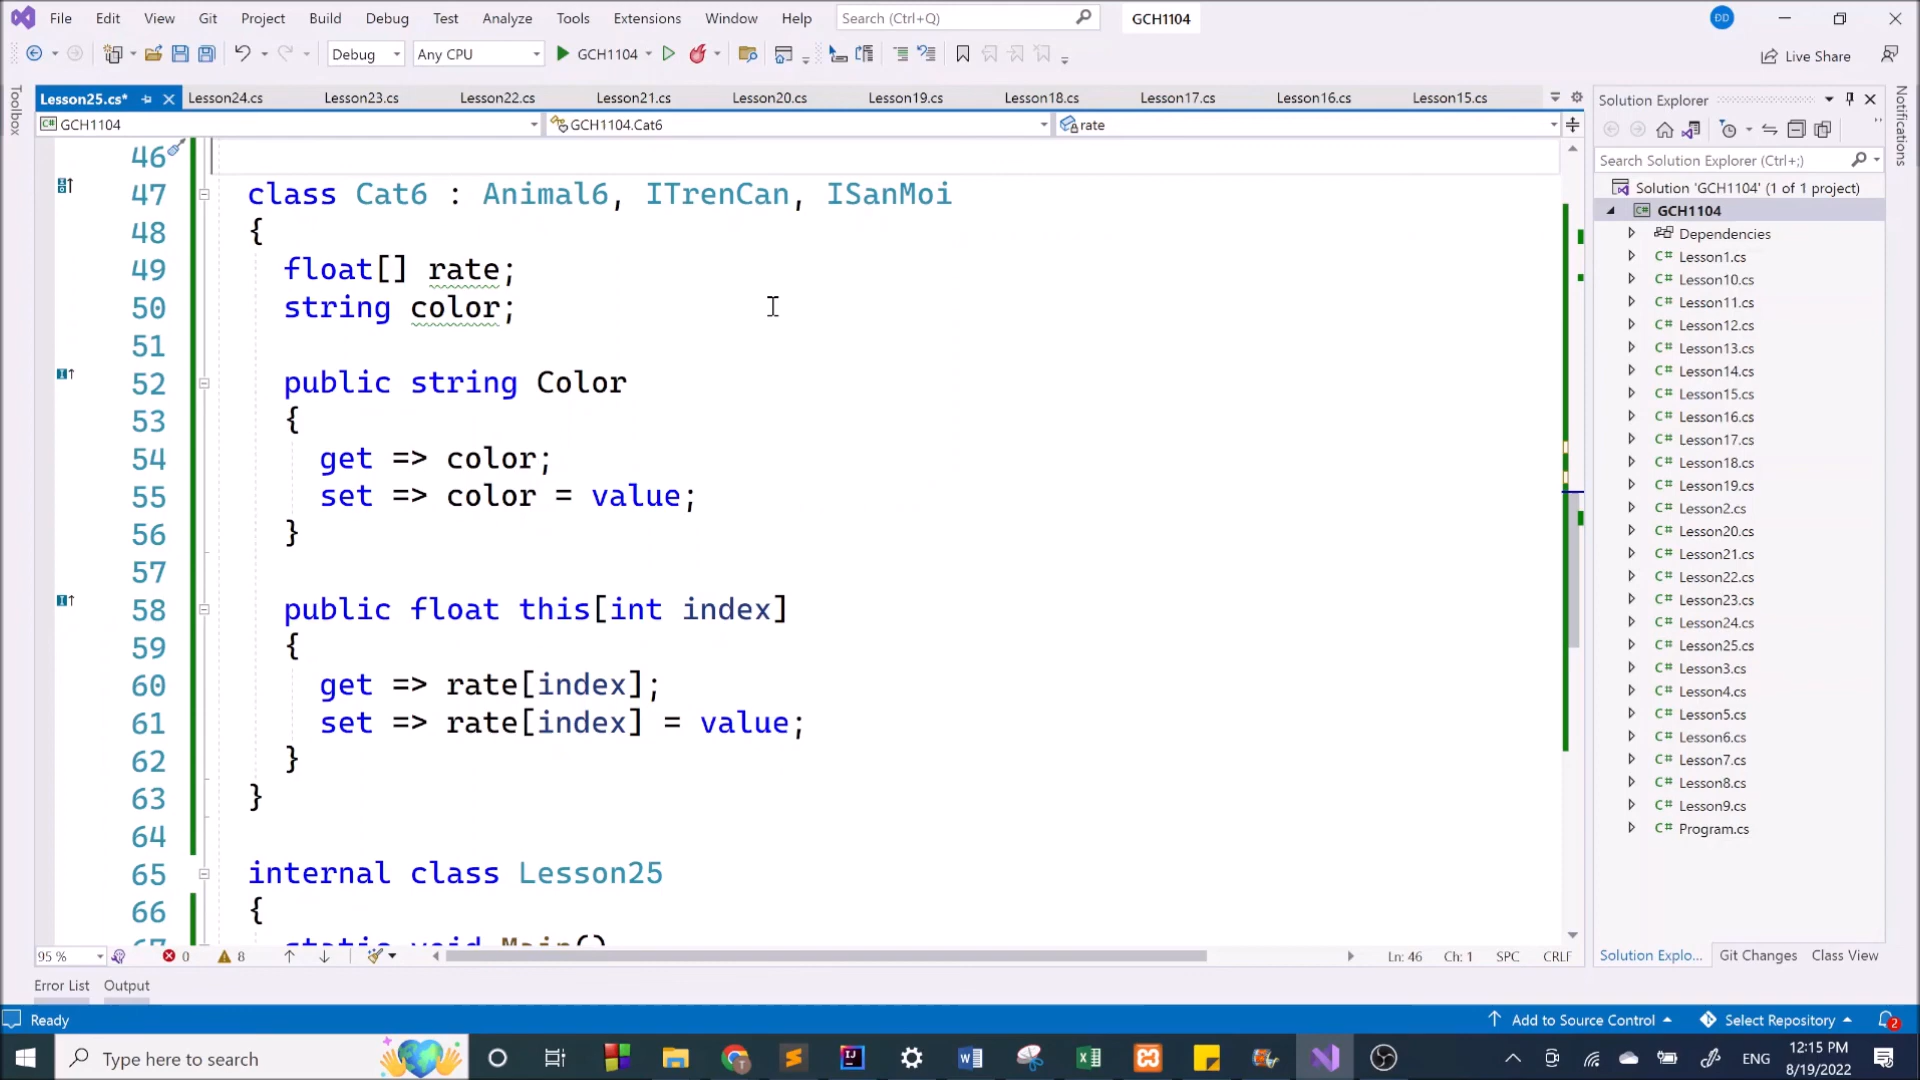 File Edit View Git Project Build Debug Test Analyze Tools Extensions Window Help Search (Ctrl+Q) GCH1104 ĐD
Debug Any CPU GCH1104 Live Share
Toolbox
Lesson25.cs* Lesson24.cs Lesson23.cs Lesson22.cs Lesson21.cs Lesson20.cs Lesson19.cs Lesson18.cs Lesson17.cs Lesson16.cs Lesson15.cs
C# GCH1104 GCH1104.Cat6 rate
46
47 class Cat6 : Animal6, ITrenCan, ISanMoi
48 {
49 float[] rate;
50 string color;
51
52 public string Color
53 {
54 get => color;
55 set => color = value;
56 }
57
58 public float this[int index]
59 {
60 get => rate[index];
61 set => rate[index] = value;
62 }
63 }
64
65 internal class Lesson25
66 {
67 static void Main()
95 % 0 8 Ln: 46 Ch: 1 SPC CRLF
Solution Explorer
Search Solution Explorer (Ctrl+;)
Solution 'GCH1104' (1 of 1 project)
C# GCH1104
Dependencies
C# Lesson1.cs
C# Lesson10.cs
C# Lesson11.cs
C# Lesson12.cs
C# Lesson13.cs
C# Lesson14.cs
C# Lesson15.cs
C# Lesson16.cs
C# Lesson17.cs
C# Lesson18.cs
C# Lesson19.cs
C# Lesson2.cs
C# Lesson20.cs
C# Lesson21.cs
C# Lesson22.cs
C# Lesson23.cs
C# Lesson24.cs
C# Lesson25.cs
C# Lesson3.cs
C# Lesson4.cs
C# Lesson5.cs
C# Lesson6.cs
C# Lesson7.cs
C# Lesson8.cs
C# Lesson9.cs
C# Program.cs
Solution Explo... Git Changes Class View
Notifications
Error List Output
Ready Add to Source Control Select Repository 2
Type here to search ENG 12:15 PM
8/19/2022